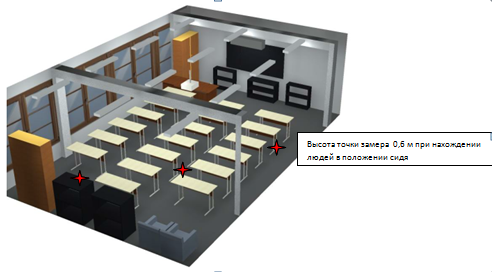 Высота точки замера 0,6 м при нахождении
людей в положении сидя